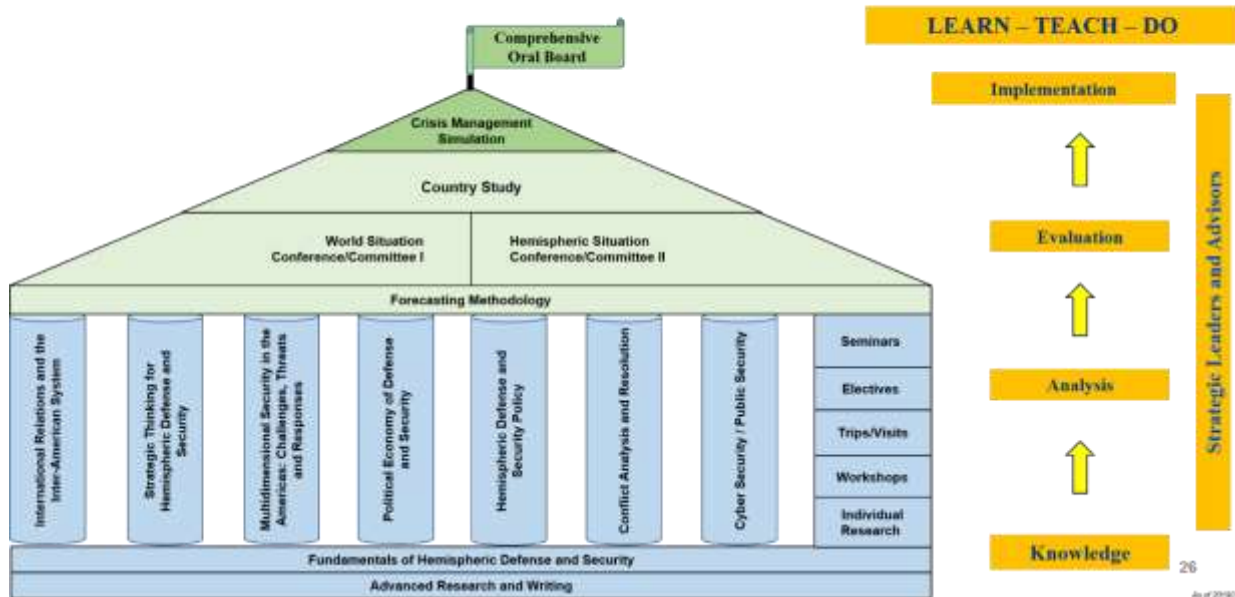 Comprehensive
Oral Board
LEARN – TEACH – DO
Crisis Management
Simulation
Country Study
World Situation
Conference/Committee I
Hemispheric Situation
Conference/Committee II
Forecasting Methodology
International Relations and the
Inter-American System
Strategic Thinking for
Hemispheric Defense and
Security
Multidimensional Security in the
Americas: Challenges, Threats
and Responses
Political Economy of Defense
and Security
Hemispheric Defense and
Security Policy
Conflict Analysis and Resolution
Cyber Security / Public Security
Seminars
Electives
Trips/Visits
Workshops
Individual
Research
Fundamentals of Hemispheric Defense and Security
Advanced Research and Writing
Implementation
Evaluation
Analysis
Knowledge
Strategic Leaders and Advisors
26
As of